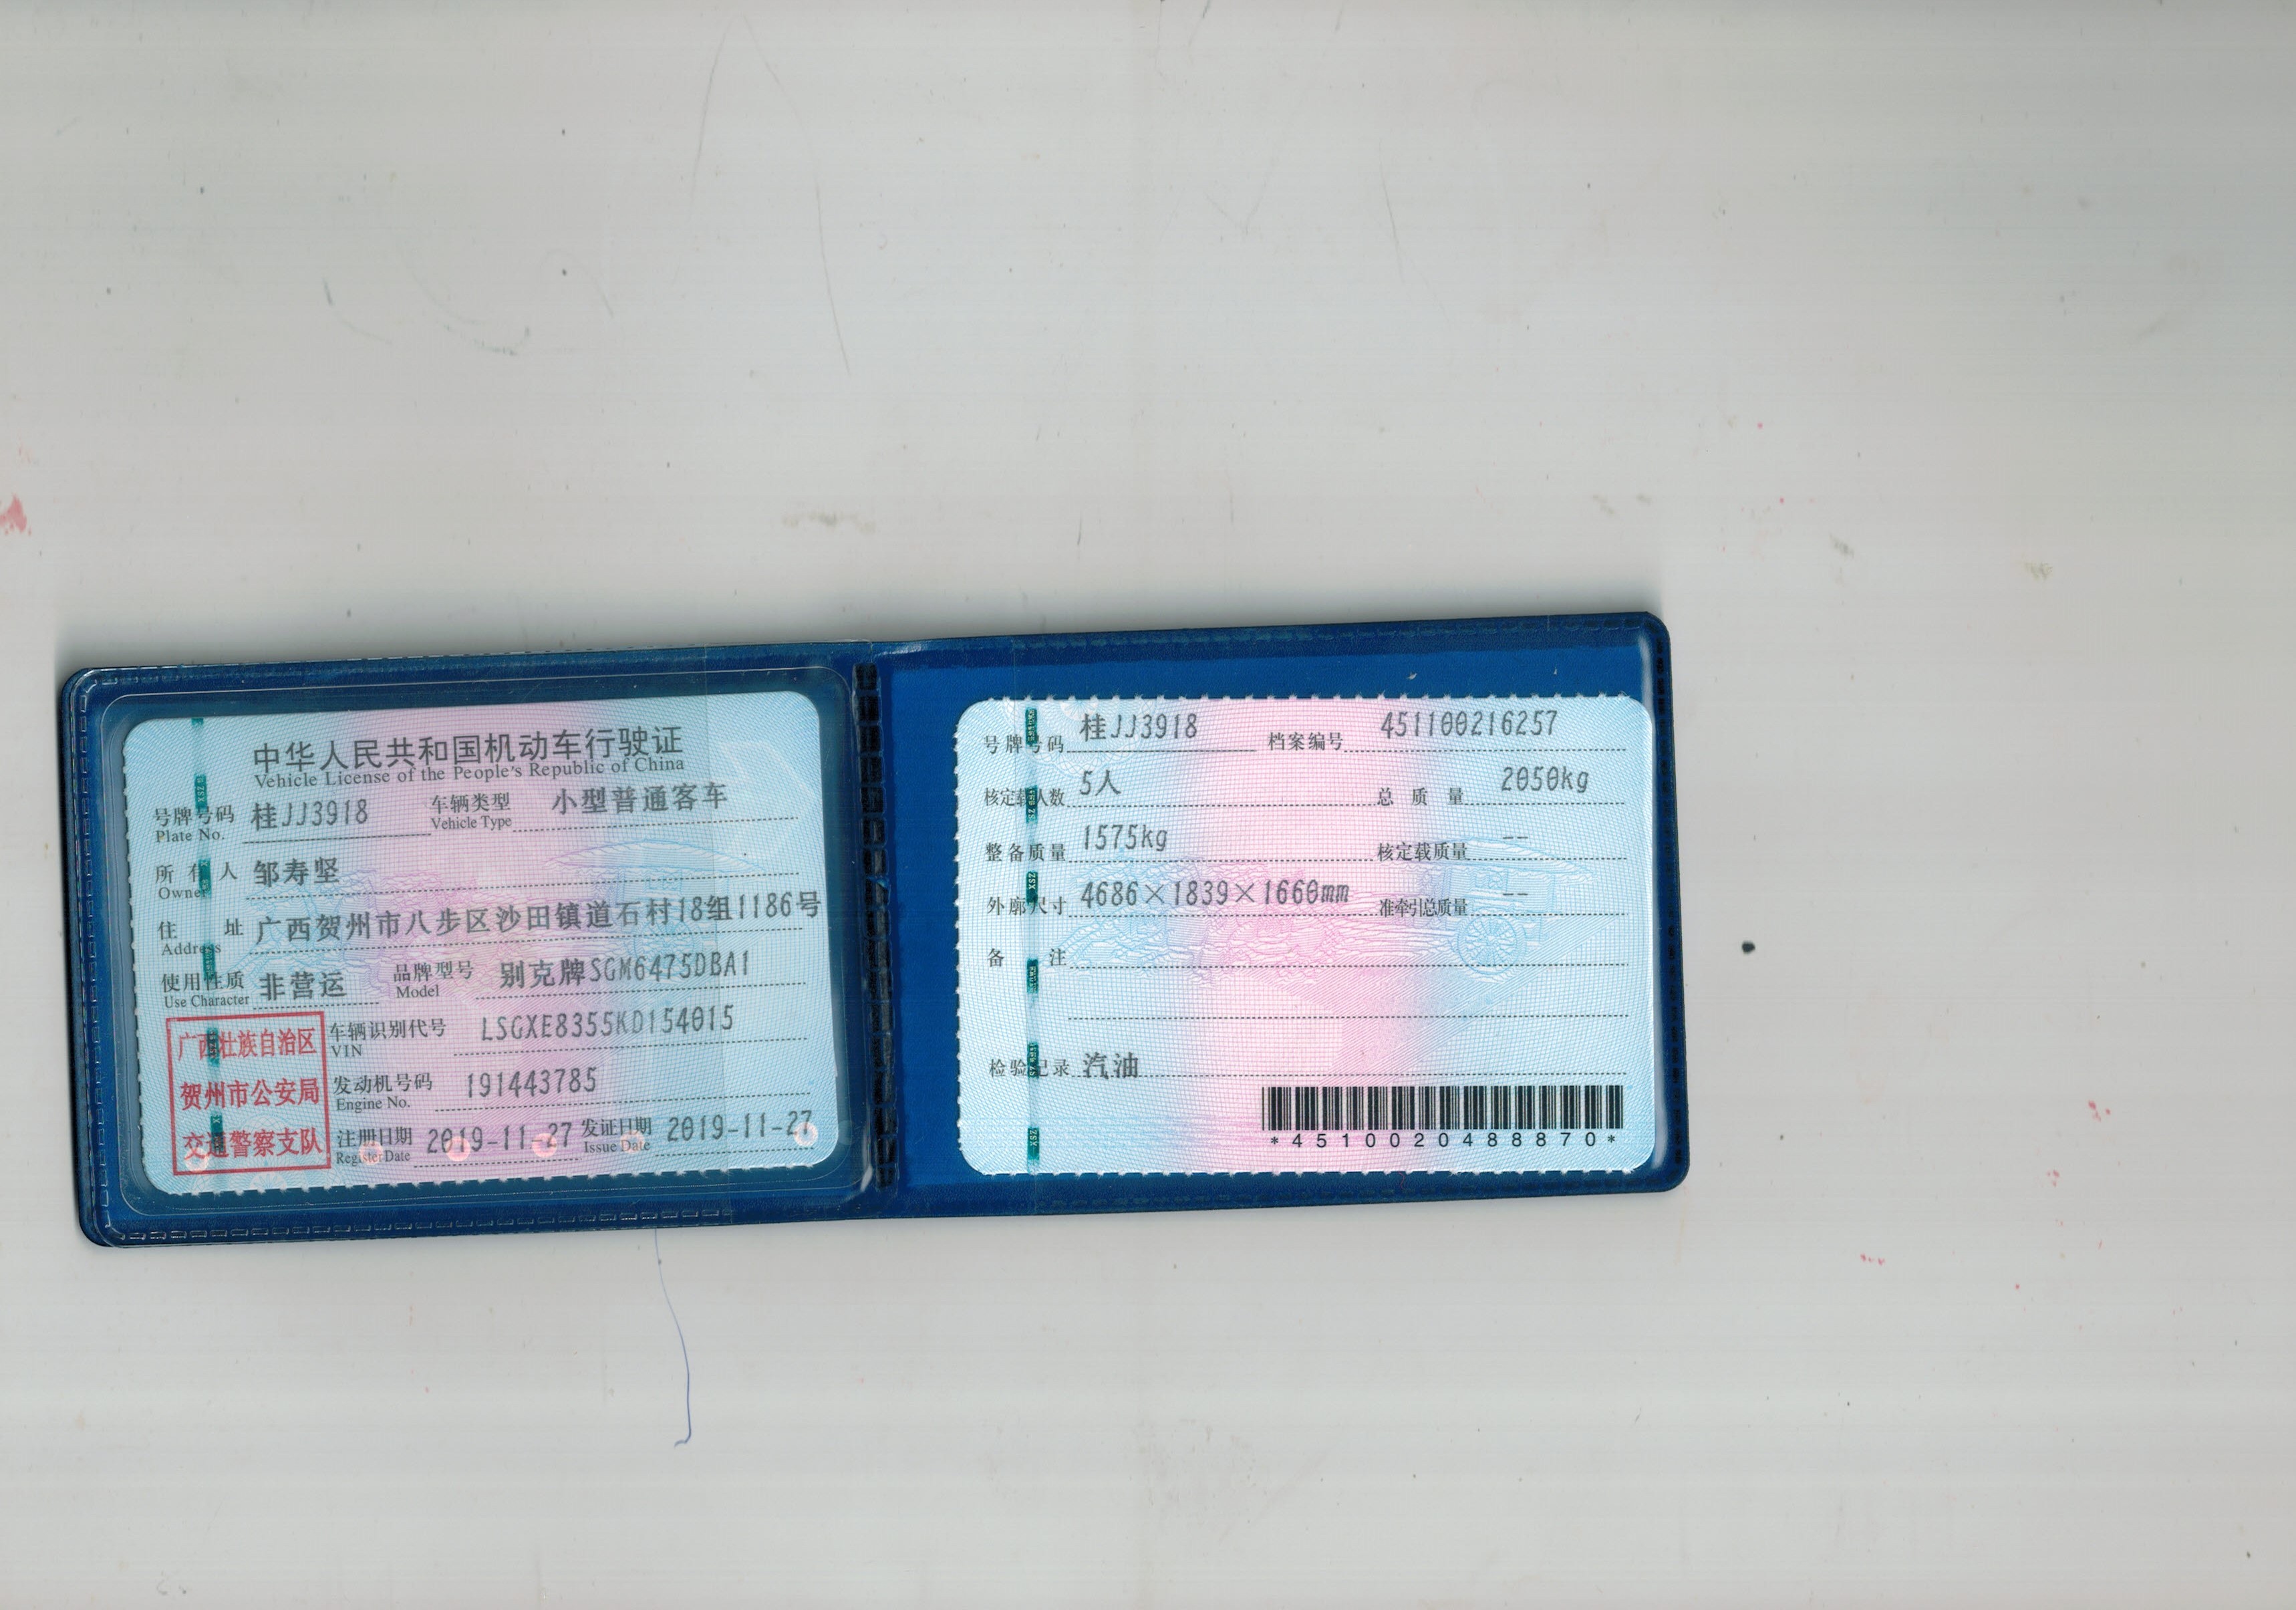 中华人民共和国机动车行驶证
Vehicle License of the People's Republic of China
号牌号码 桂JJ3918 车辆类型 小型普通客车
Plate No. Vehicle Type
所有人 邹寿坚
Owner
住址 广西贺州市八步区沙田镇道石村18组1186号
Address
使用性质 非营运 品牌型号 别克牌SGM6475DBA1
Use Character Model
广西壮族自治区
贺州市公安局
交通警察支队
车辆识别代号 LSGXE8355KD154015
VIN
发动机号码 191443785
Engine No.
注册日期 2019-11-27 发证日期 2019-11-27
Register Date Issue Date
号牌号码 桂JJ3918 档案编号 451100216257
核定载人数 5人 总质量 2050kg
整备质量 1575kg 核定载质量 --
外廓尺寸 4686×1839×1660mm 准牵引总质量 --
备注
检验记录 汽油
*4510020488870*